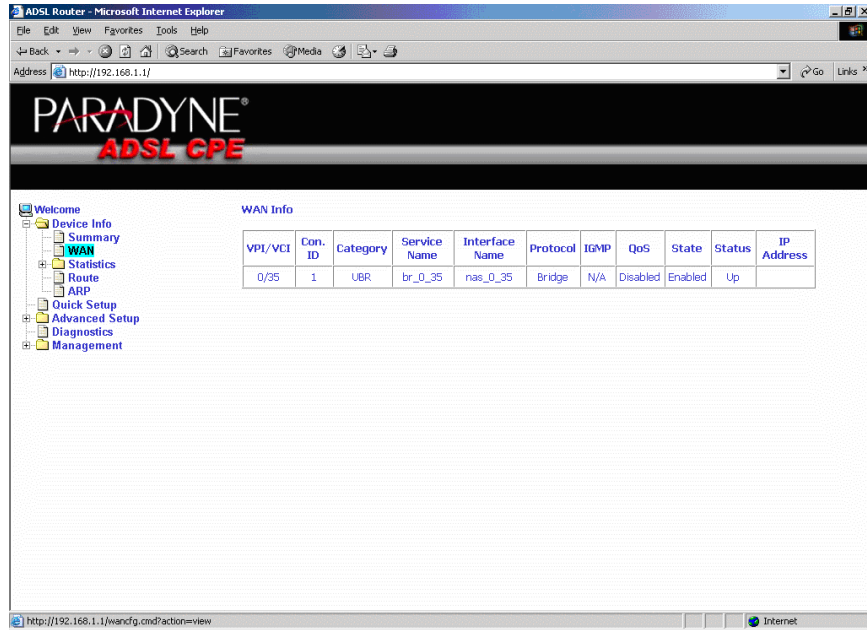 ADSL Router - Microsoft Internet Explorer
File Edit View Favorites Tools Help
Back Search Favorites Media
Address http://192.168.1.1/ Go Links »
PARADYNE®
ADSL CPE
Welcome
Device Info
Summary
WAN
Statistics
Route
ARP
Quick Setup
Advanced Setup
Diagnostics
Management
WAN Info
VPI/VCI Con. ID Category Service Name Interface Name Protocol IGMP QoS State Status IP Address
0/35 1 UBR br_0_35 nas_0_35 Bridge N/A Disabled Enabled Up
http://192.168.1.1/wancfg.cmd?action=view Internet